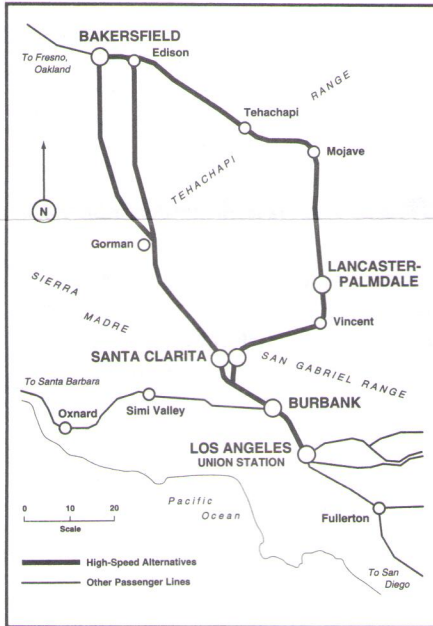 BAKERSFIELD
To Fresno,
Oakland
Edison
RANGE
Tehachapi
Mojave
TEHACHAPI
N
Gorman
LANCASTER-
PALMDALE
SIERRA
MADRE
Vincent
SANTA CLARITA
SAN GABRIEL RANGE
To Santa Barbara
Oxnard
Simi Valley
BURBANK
LOS ANGELES
UNION STATION
Pacific
Ocean
Fullerton
0 10 20
Scale
To San
Diego
High-Speed Alternatives
Other Passenger Lines